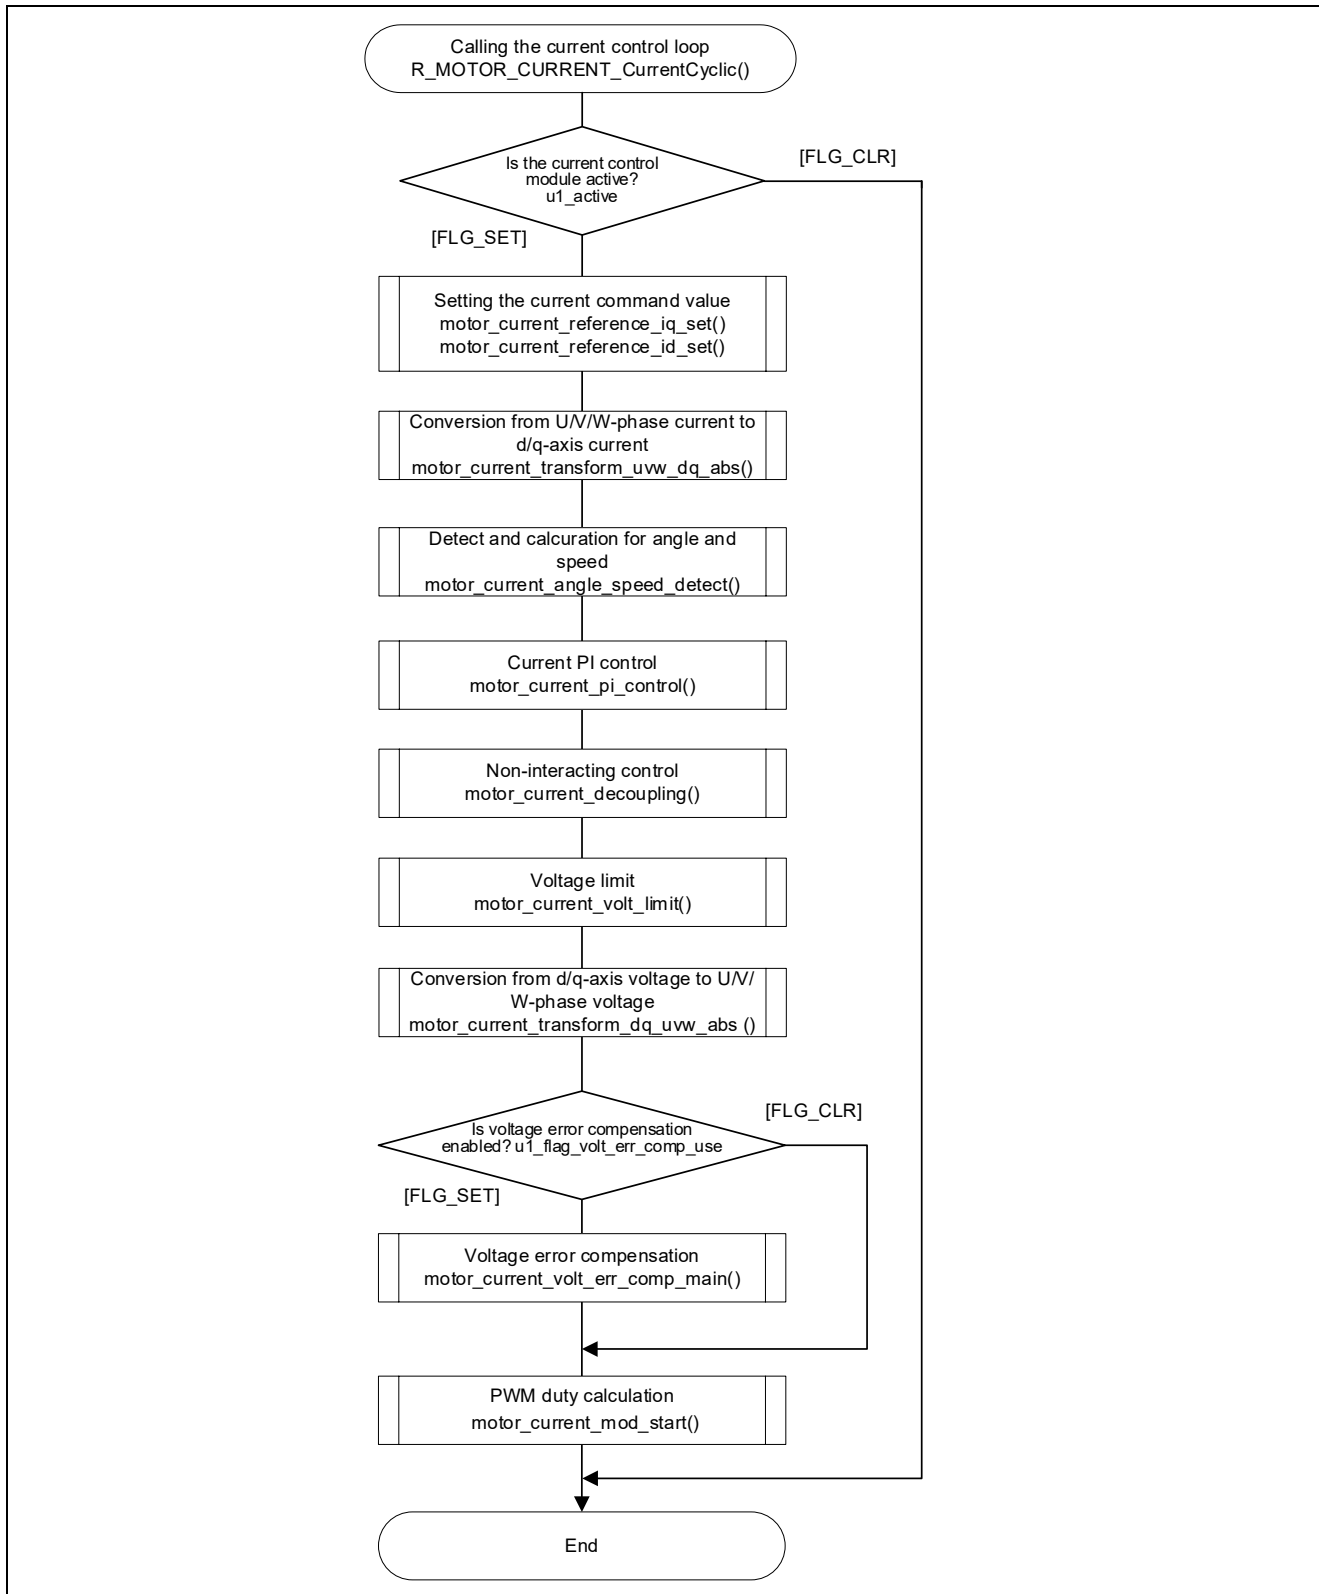 Calling the current control loop
R_MOTOR_CURRENT_CurrentCyclic()
Is the current control
module active?
u1_active
[FLG_CLR]
[FLG_SET]
Setting the current command value
motor_current_reference_iq_set()
motor_current_reference_id_set()
Conversion from U/V/W-phase current to
d/q-axis current
motor_current_transform_uvw_dq_abs()
Detect and calcuration for angle and
speed
motor_current_angle_speed_detect()
Current PI control
motor_current_pi_control()
Non-interacting control
motor_current_decoupling()
Voltage limit
motor_current_volt_limit()
Conversion from d/q-axis voltage to U/V/
W-phase voltage
motor_current_transform_dq_uvw_abs ()
Is voltage error compensation
enabled? u1_flag_volt_err_comp_use
[FLG_CLR]
[FLG_SET]
Voltage error compensation
motor_current_volt_err_comp_main()
PWM duty calculation
motor_current_mod_start()
End